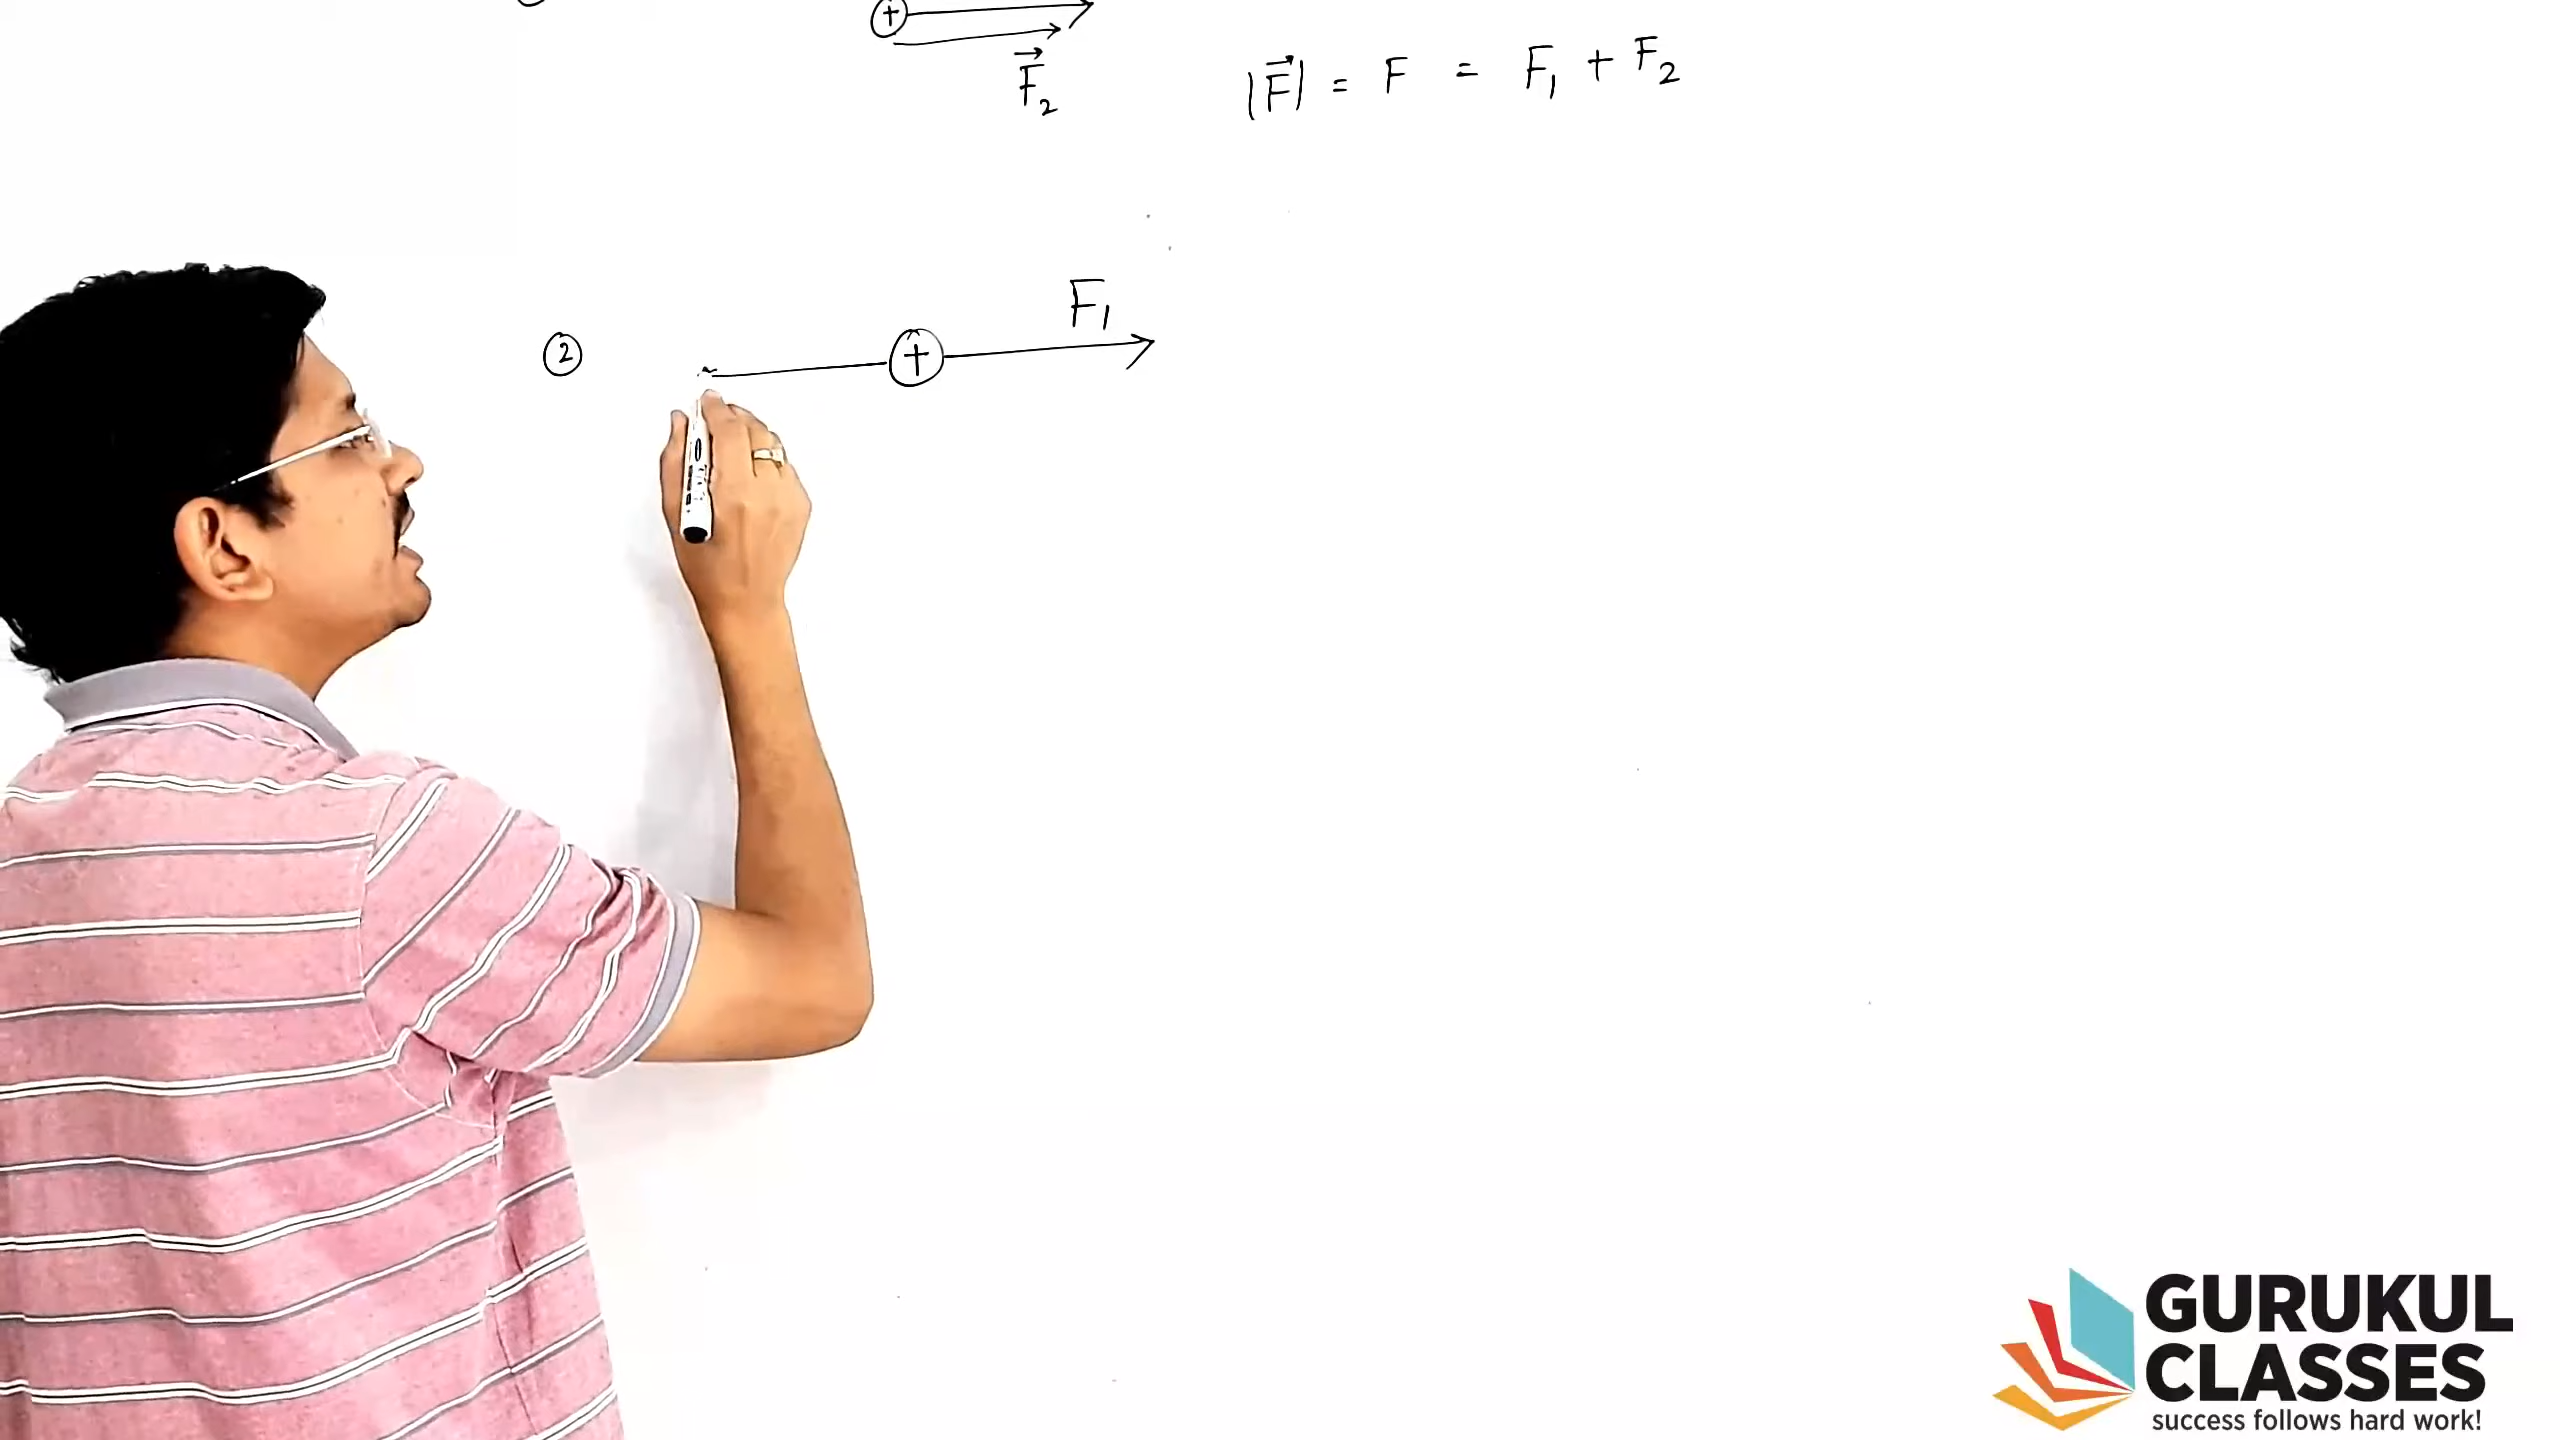 +
F⃗₂
|F⃗| = F = F₁ + F₂
② + F₁
GURUKUL
CLASSES
success follows hard work!